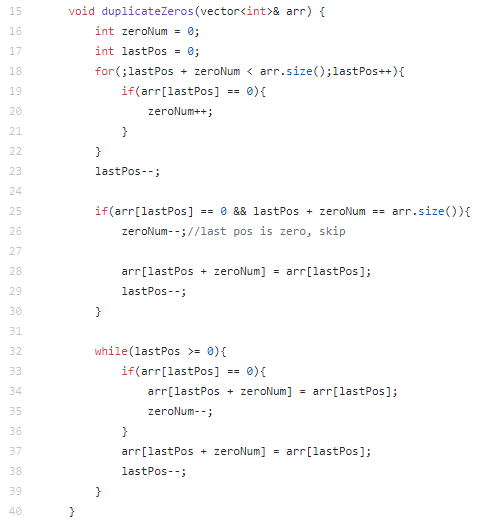 15 void duplicateZeros(vector<int>& arr) {
16 int zeroNum = 0;
17 int lastPos = 0;
18 for(;lastPos + zeroNum < arr.size();lastPos++){
19 if(arr[lastPos] == 0){
20 zeroNum++;
21 }
22 }
23 lastPos--;
24
25 if(arr[lastPos] == 0 && lastPos + zeroNum == arr.size()){
26 zeroNum--;//last pos is zero, skip
27
28 arr[lastPos + zeroNum] = arr[lastPos];
29 lastPos--;
30 }
31
32 while(lastPos >= 0){
33 if(arr[lastPos] == 0){
34 arr[lastPos + zeroNum] = arr[lastPos];
35 zeroNum--;
36 }
37 arr[lastPos + zeroNum] = arr[lastPos];
38 lastPos--;
39 }
40 }